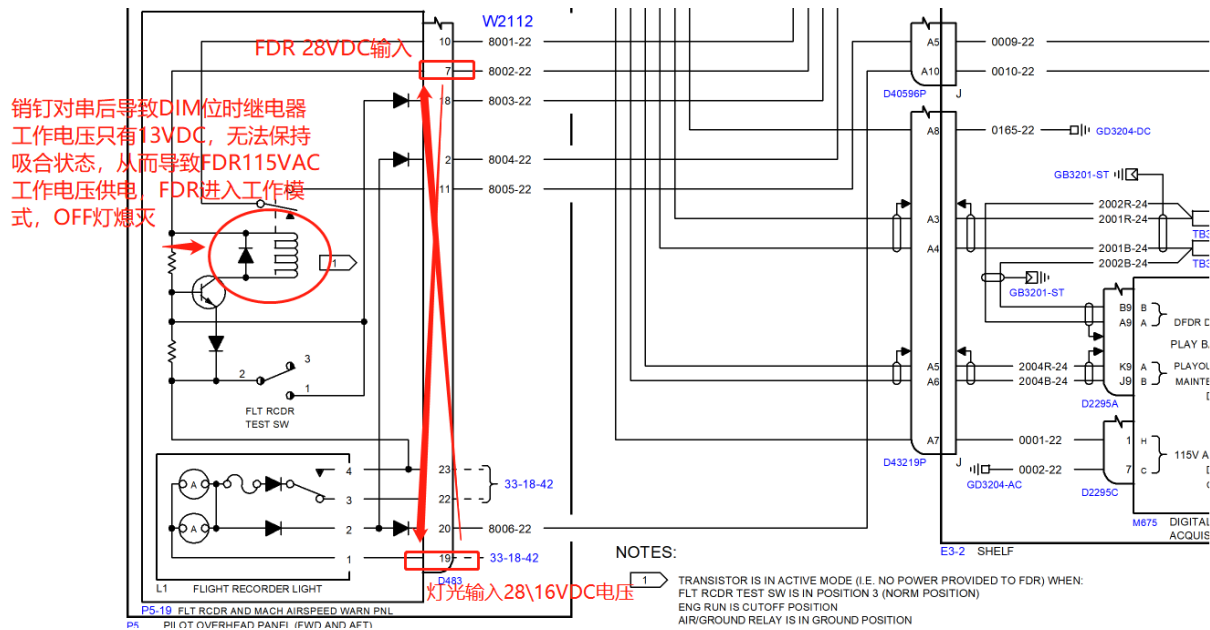 W2112
FDR 28VDC输入
10 8001-22
7 8002-22
18 8003-22
2 8004-22
11 8005-22
销钉对串后导致DIM位时继电器
工作电压只有13VDC，无法保持
吸合状态，从而导致FDR115VAC
工作电压供电，FDR进入工作模
式，OFF灯熄灭
1
3
2
1
FLT RCDR
TEST SW
4 23
33-18-42
3 22
2 20 8006-22
1 19 33-18-42
A
A
D483
L1 FLIGHT RECORDER LIGHT
灯光输入28\16VDC电压
P5-19 FLT RCDR AND MACH AIRSPEED WARN PNL
P5 PILOT OVERHEAD PANEL (FWD AND AFT)
A5 0009-22
A10 0010-22
D40596P J
A8 0165-22 GD3204-DC
GB3201-ST
2002R-24
A3 2001R-24
TB3
A4 2001B-24
2002B-24
TB3
GB3201-ST
B9 B
A9 A
DFDR D
PLAY BA
A5 2004R-24 K9 A PLAYOU
A6 2004B-24 J9 B MAINTE
D2295A
A7 0001-22 1 H
115V A
D43219P J
0002-22 7 C
GD3204-AC
D2295C
M675 DIGITAL
ACQUIS
E3-2 SHELF
NOTES:
1 TRANSISTOR IS IN ACTIVE MODE (I.E. NO POWER PROVIDED TO FDR) WHEN:
FLT RCDR TEST SW IS IN POSITION 3 (NORM POSITION)
ENG RUN IS CUTOFF POSITION
AIR/GROUND RELAY IS IN GROUND POSITION